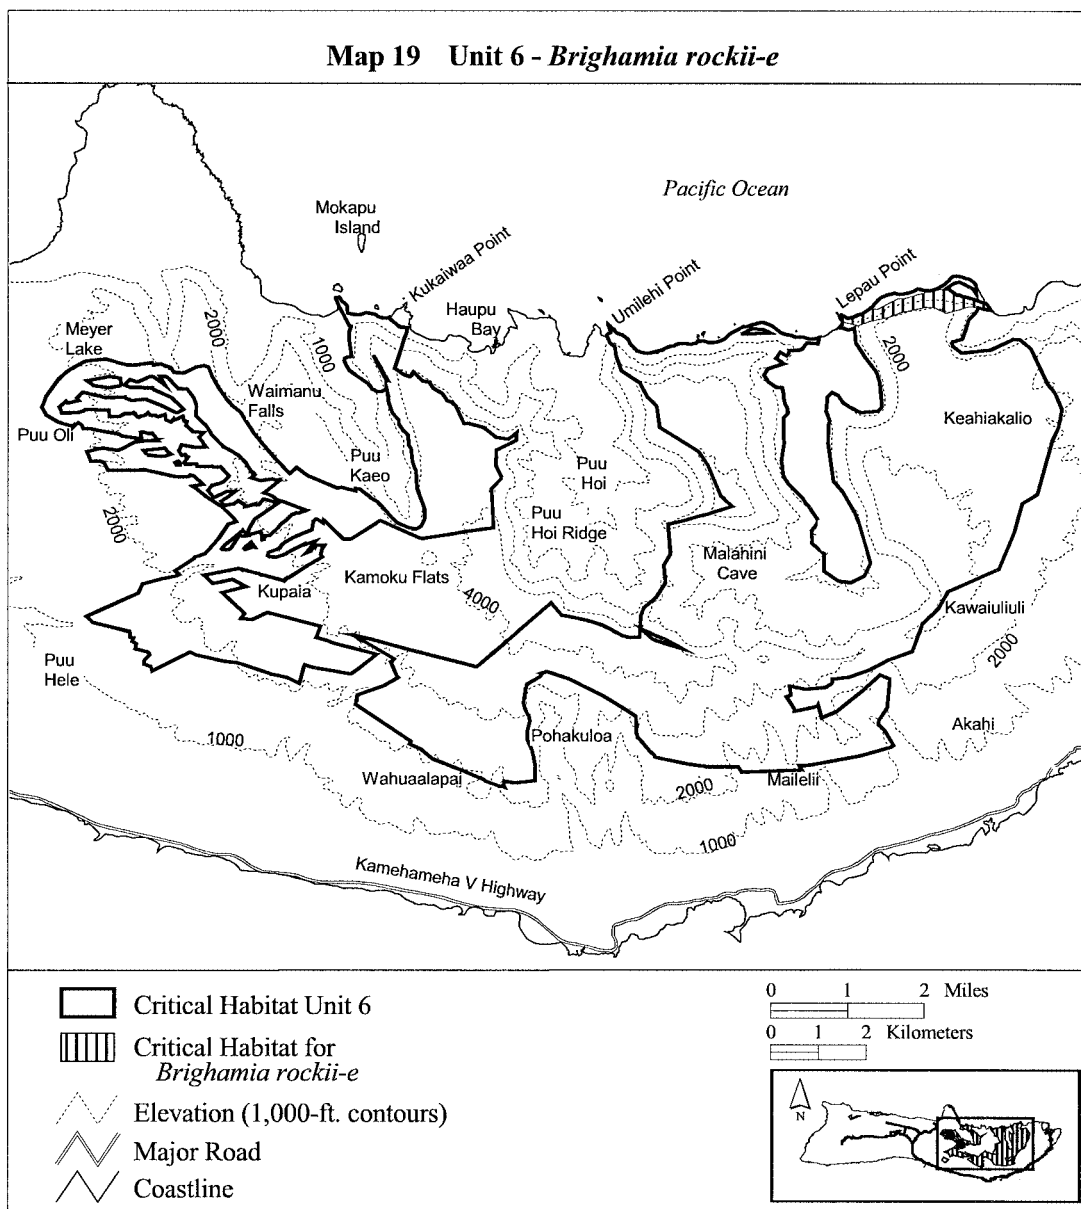 Map 19 Unit 6 - Brighamia rockii-e
Pacific Ocean
Mokapu
Island
Kukaiwaa Point
Haupu
Bay
Umilehi Point
Lepau Point
Meyer
Lake
2000
1000
2000
Waimanu
Falls
Keahiakalio
Puu Oli
Puu
Kaeo
Puu
Hoi
Puu
Hoi Ridge
2000
Malahini
Cave
Kamoku Flats
Kupaia
4000
Kawaiuliuli
2000
Puu
Hele
1000
Pohakuloa
Akahi
Wahuaalapai
2000
Mailelii
1000
Kamehameha V Highway
Critical Habitat Unit 6
Critical Habitat for
Brighamia rockii-e
Elevation (1,000-ft. contours)
Major Road
Coastline
0 1 2 Miles
0 1 2 Kilometers
N